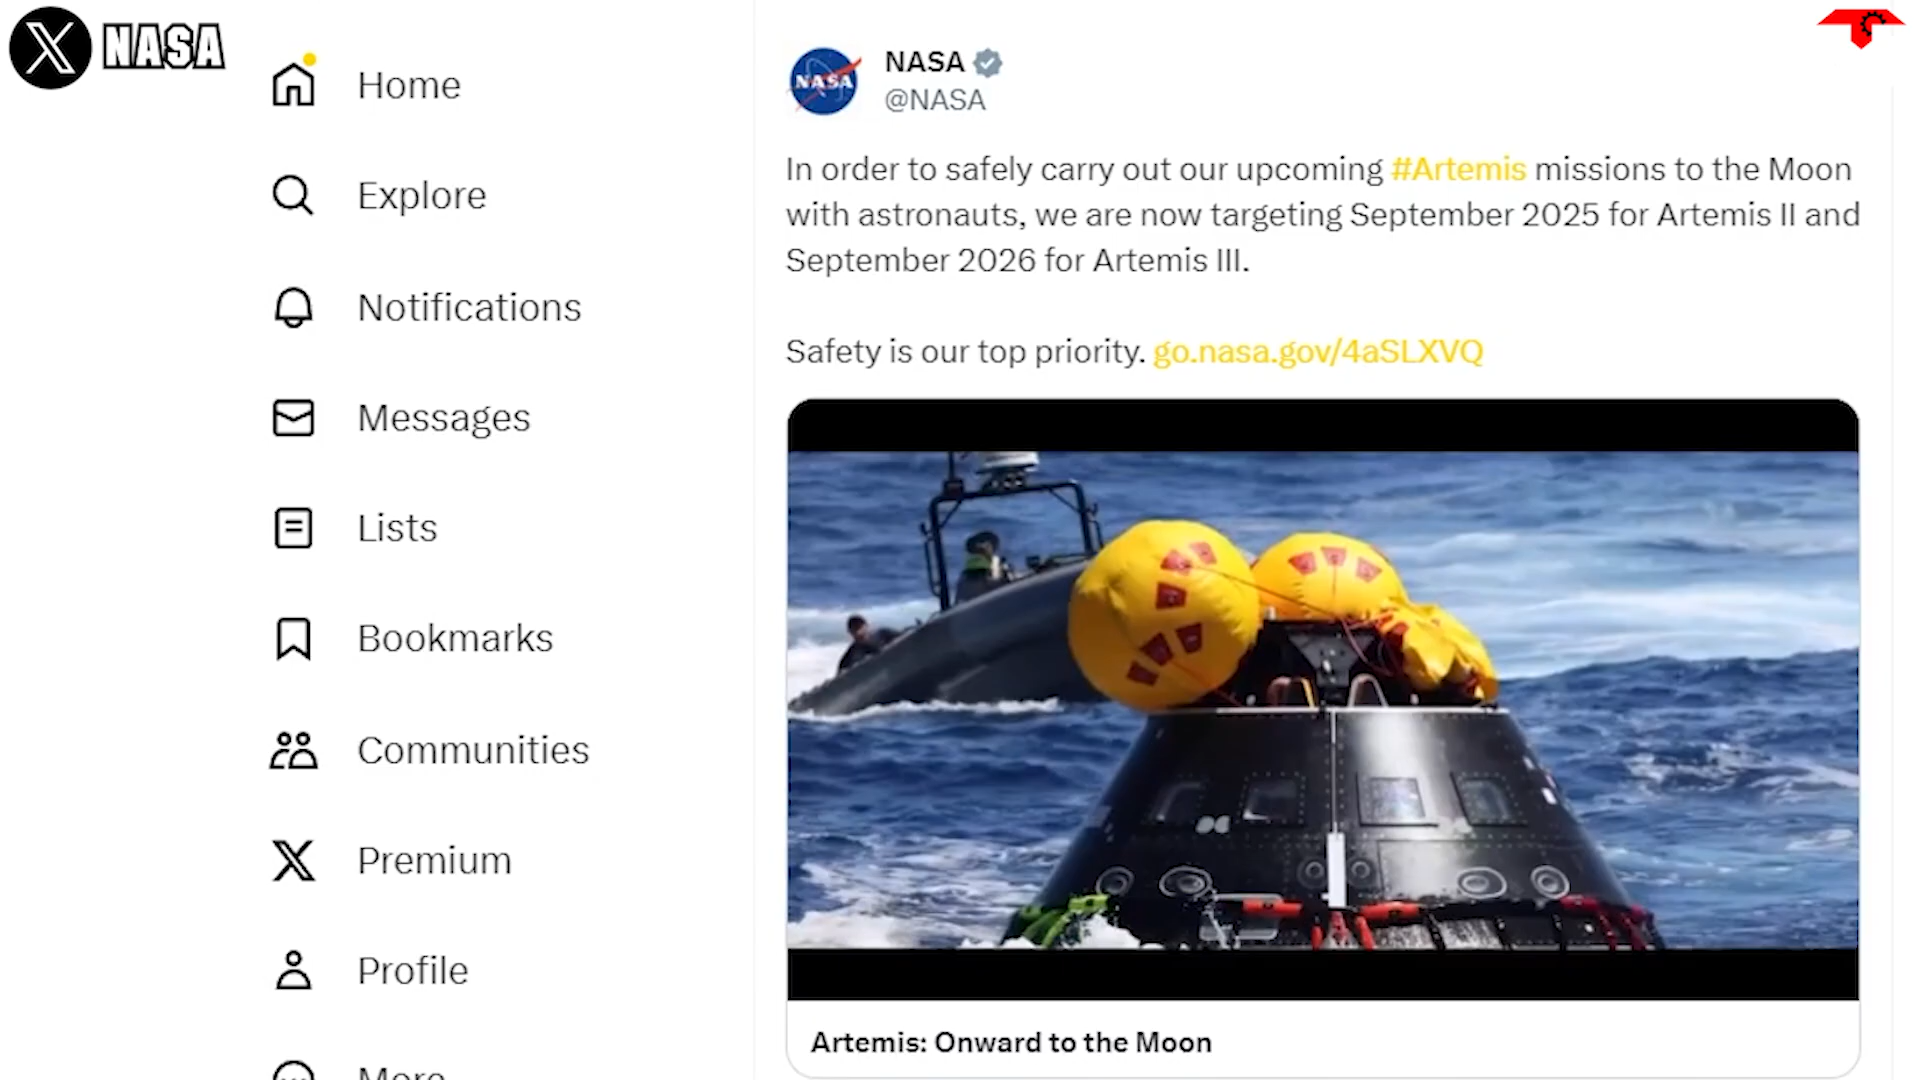 NASA
Home
Explore
Notifications
Messages
Lists
Bookmarks
Communities
Premium
Profile
More
NASA
NASA
@NASA
In order to safely carry out our upcoming #Artemis missions to the Moon
with astronauts, we are now targeting September 2025 for Artemis II and
September 2026 for Artemis III.
Safety is our top priority. go.nasa.gov/4aSLXVQ
Artemis: Onward to the Moon